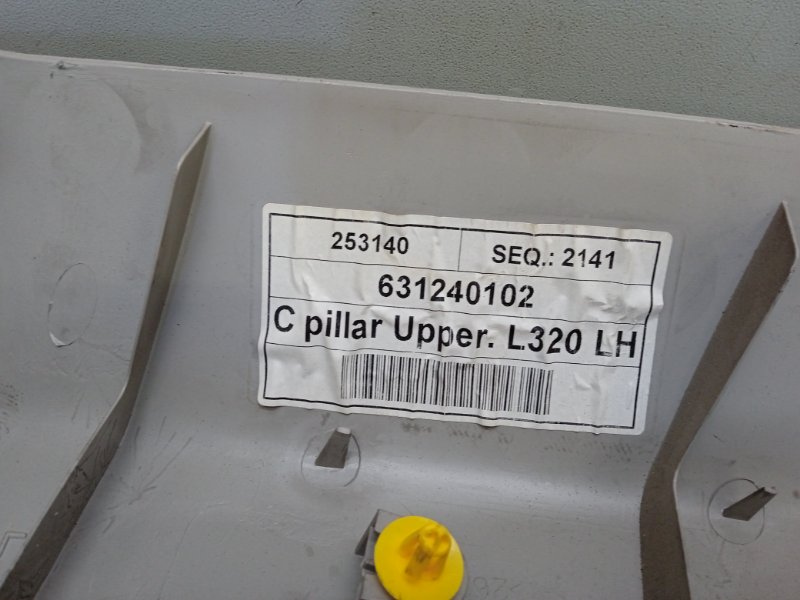 253140 SEQ.: 2141
631240102
C pillar Upper. L320 LH